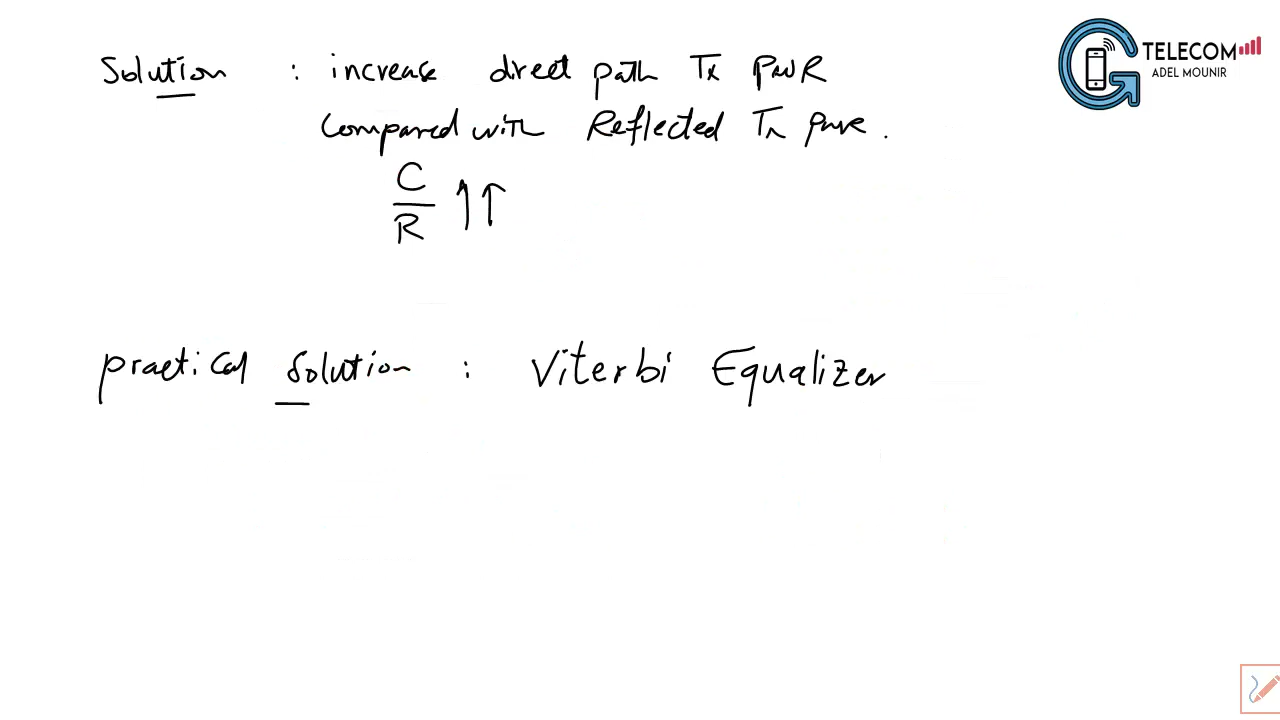 Solution : increase direct path Tx PWR
TELECOM
ADEL MOUNIR
Compared with Reflected Tx PWR .
C
R
practical Solution : Viterbi Equalizer